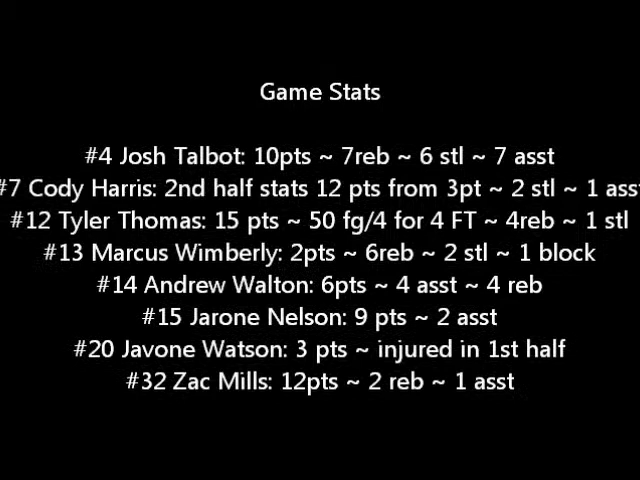 Game Stats
#4 Josh Talbot: 10pts ~ 7reb ~ 6 stl ~ 7 asst
#7 Cody Harris: 2nd half stats 12 pts from 3pt ~ 2 stl ~ 1 asst
#12 Tyler Thomas: 15 pts ~ 50 fg/4 for 4 FT ~ 4reb ~ 1 stl
#13 Marcus Wimberly: 2pts ~ 6reb ~ 2 stl ~ 1 block
#14 Andrew Walton: 6pts ~ 4 asst ~ 4 reb
#15 Jarone Nelson: 9 pts ~ 2 asst
#20 Javone Watson: 3 pts ~ injured in 1st half
#32 Zac Mills: 12pts ~ 2 reb ~ 1 asst